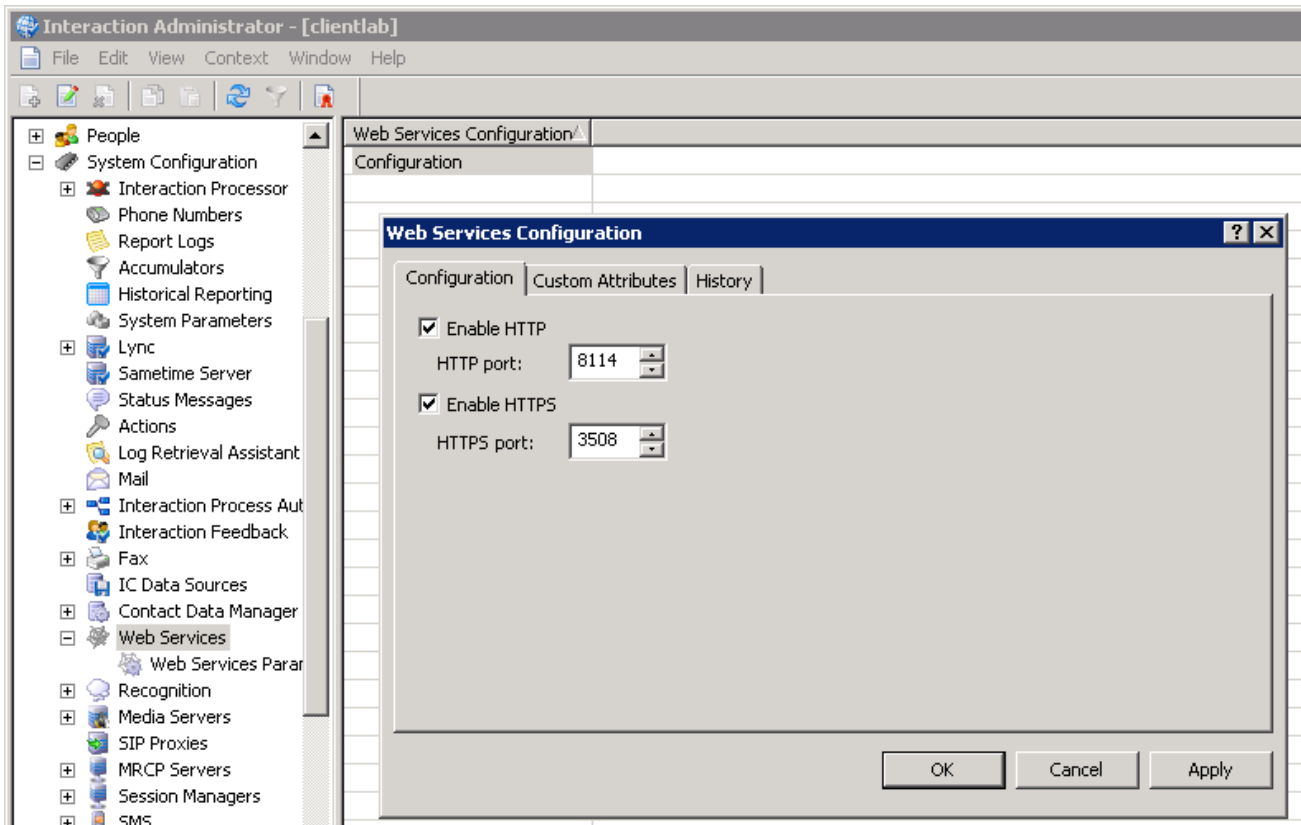 Interaction Administrator - [clientlab]
File Edit View Context Window Help
People
System Configuration
Interaction Processor
Phone Numbers
Report Logs
Accumulators
Historical Reporting
System Parameters
Lync
Sametime Server
Status Messages
Actions
Log Retrieval Assistant
Mail
Interaction Process Aut
Interaction Feedback
Fax
IC Data Sources
Contact Data Manager
Web Services
Web Services Parar
Recognition
Media Servers
SIP Proxies
MRCP Servers
Session Managers
SMS
Web Services Configuration
Configuration
Web Services Configuration
Configuration Custom Attributes History
Enable HTTP
HTTP port: 8114
Enable HTTPS
HTTPS port: 3508
OK Cancel Apply